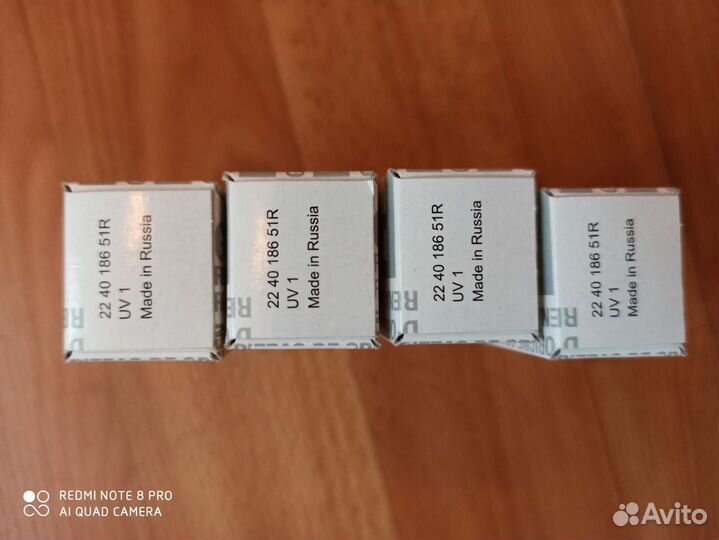 22 40 186 51R
UV 1
Made in Russia
22 40 186 51R
UV 1
Made in Russia
22 40 186 51R
UV 1
Made in Russia
22 40 186 51R
UV 1
Made in Russia
REDMI NOTE 8 PRO
AI QUAD CAMERA
Avito